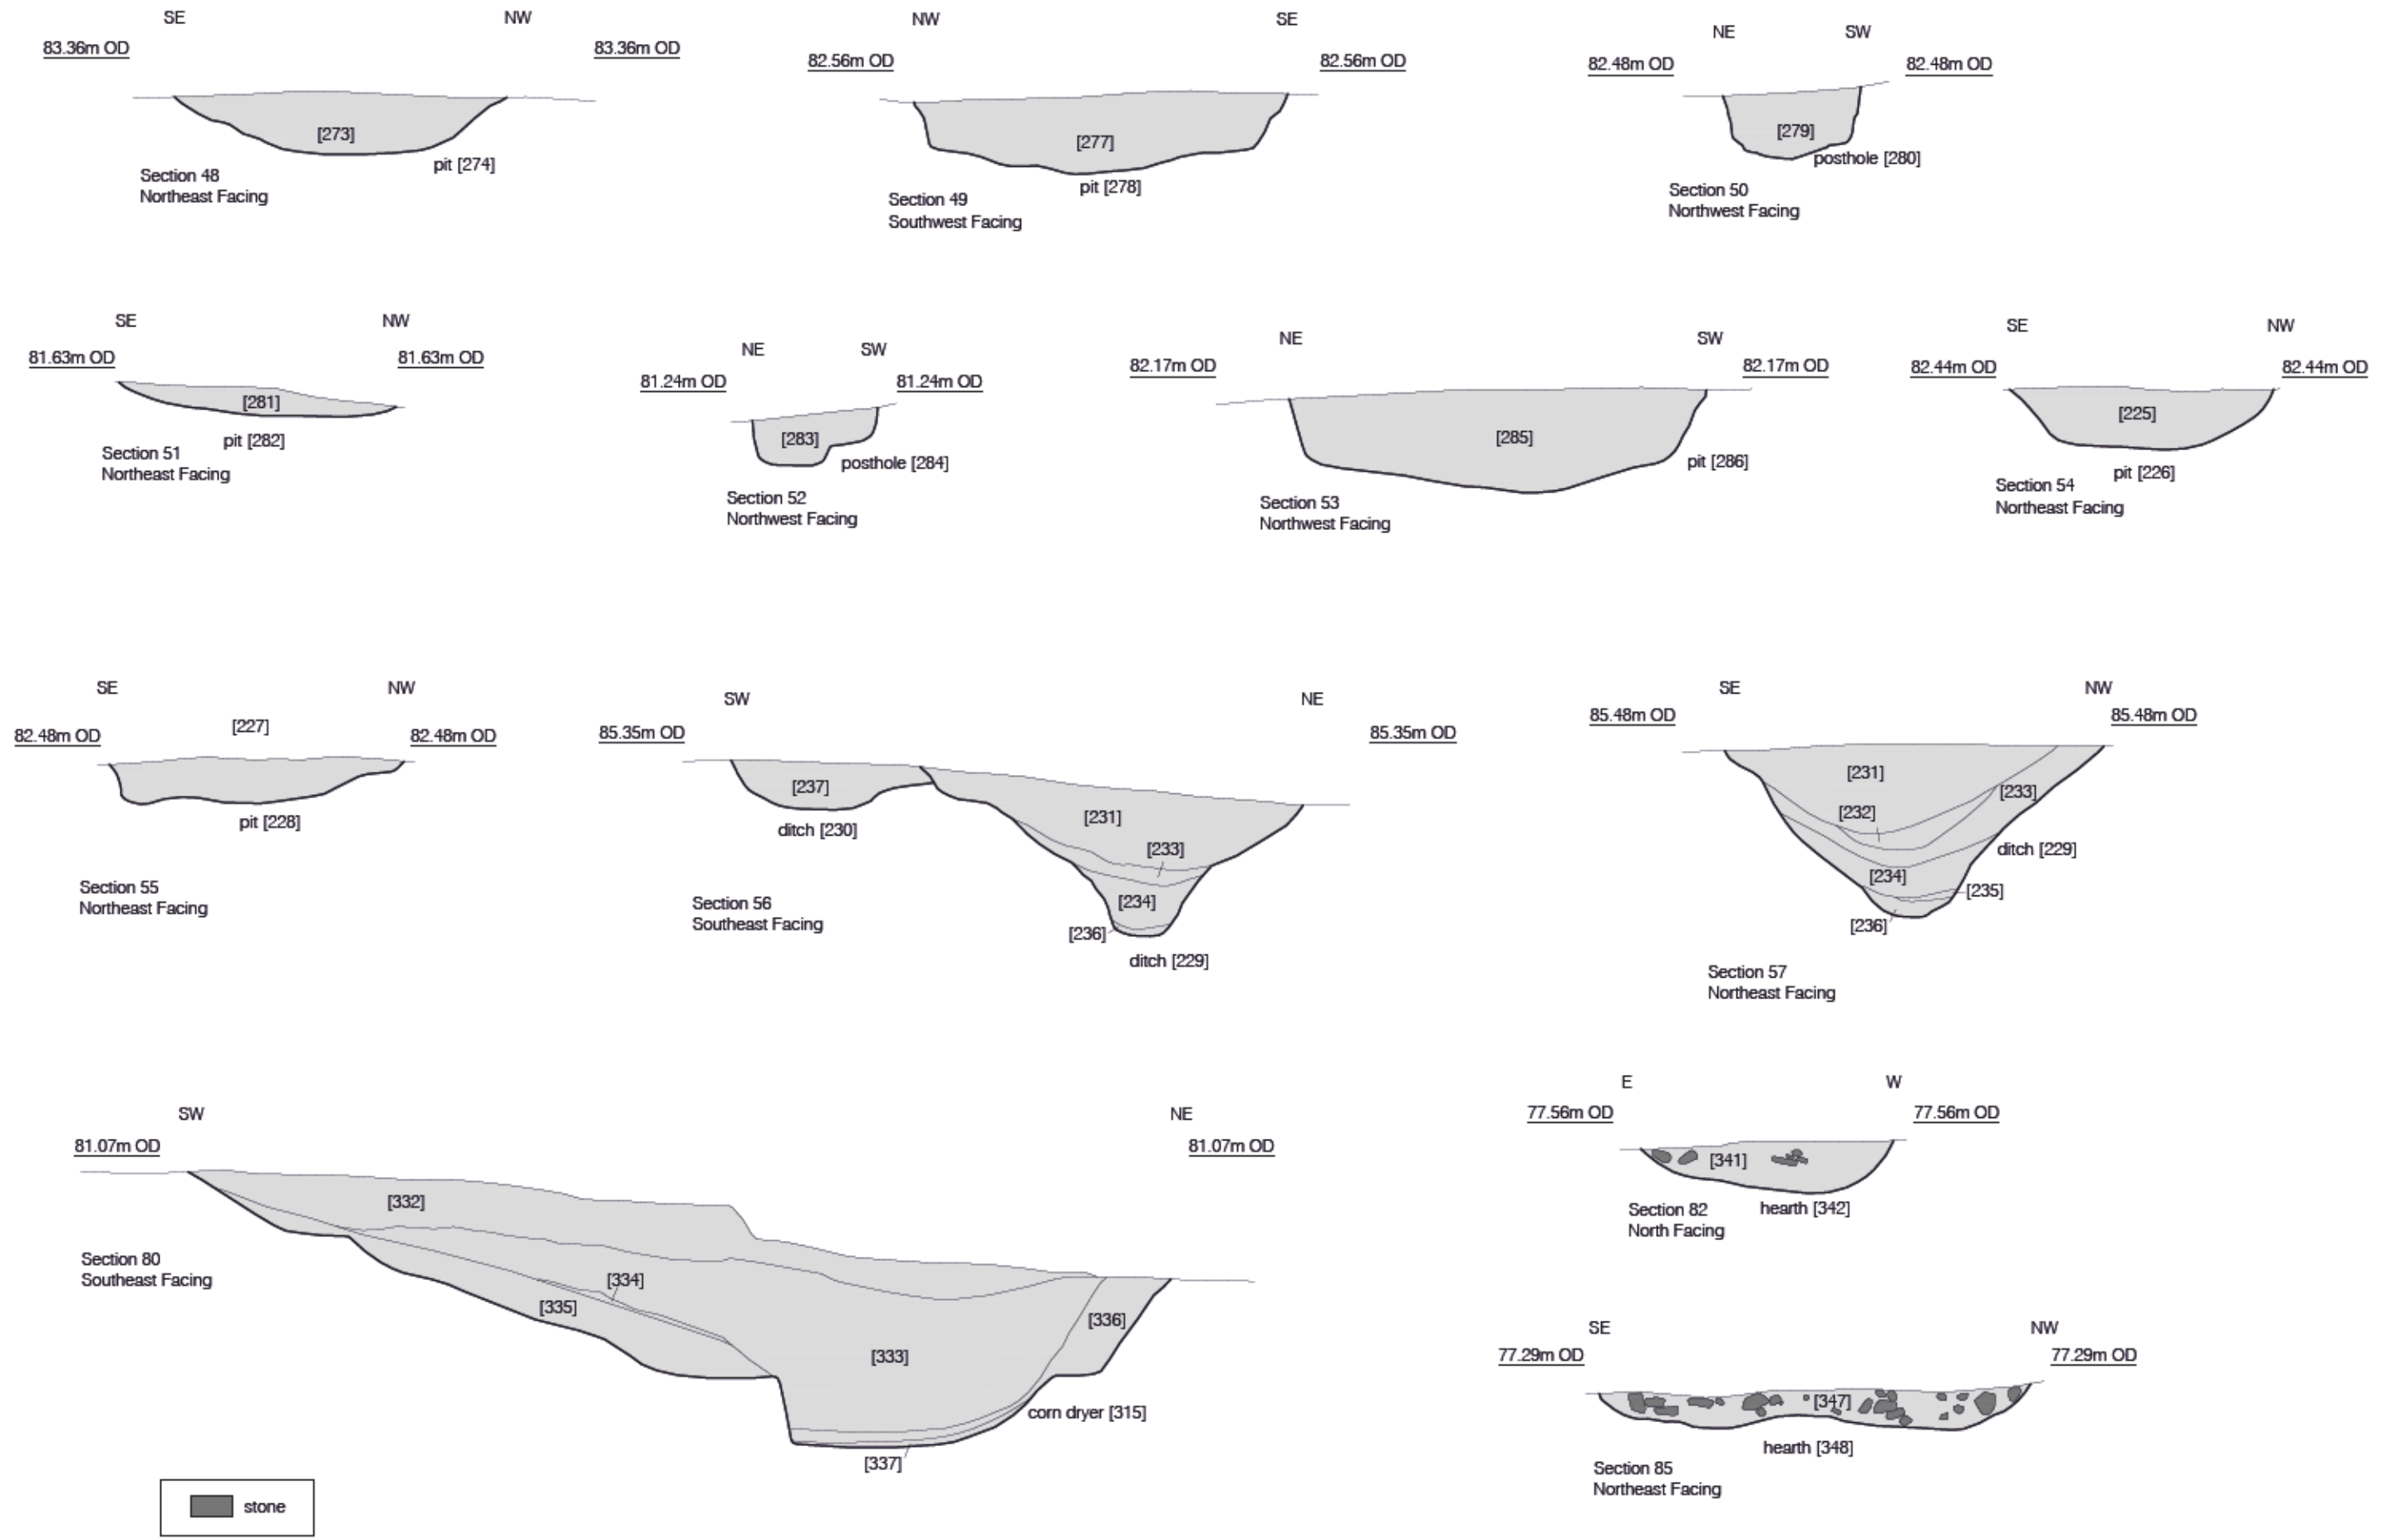 SE NW
83.36m OD 83.36m OD
[273]
pit [274]
Section 48
Northeast Facing
NW SE
82.56m OD 82.56m OD
[277]
pit [278]
Section 49
Southwest Facing
NE SW
82.48m OD 82.48m OD
[279]
posthole [280]
Section 50
Northwest Facing
SE NW
81.63m OD 81.63m OD
[281]
pit [282]
Section 51
Northeast Facing
NE SW
81.24m OD 81.24m OD
[283]
posthole [284]
Section 52
Northwest Facing
NE SW
82.17m OD 82.17m OD
[285]
pit [286]
Section 53
Northwest Facing
SE NW
82.44m OD 82.44m OD
[225]
pit [226]
Section 54
Northeast Facing
SE NW
[227]
82.48m OD 82.48m OD
pit [228]
Section 55
Northeast Facing
SW NE
85.35m OD 85.35m OD
[237]
ditch [230]
[231]
[233]
[234]
[236]
ditch [229]
Section 56
Southeast Facing
SE NW
85.48m OD 85.48m OD
[231]
[233]
[232]
ditch [229]
[234]
[235]
[236]
Section 57
Northeast Facing
SW NE
81.07m OD 81.07m OD
[332]
Section 80
Southeast Facing
[334]
[335]
[336]
[333]
corn dryer [315]
[337]
E W
77.56m OD 77.56m OD
[341]
hearth [342]
Section 82
North Facing
SE NW
77.29m OD 77.29m OD
[347]
hearth [348]
Section 85
Northeast Facing
stone